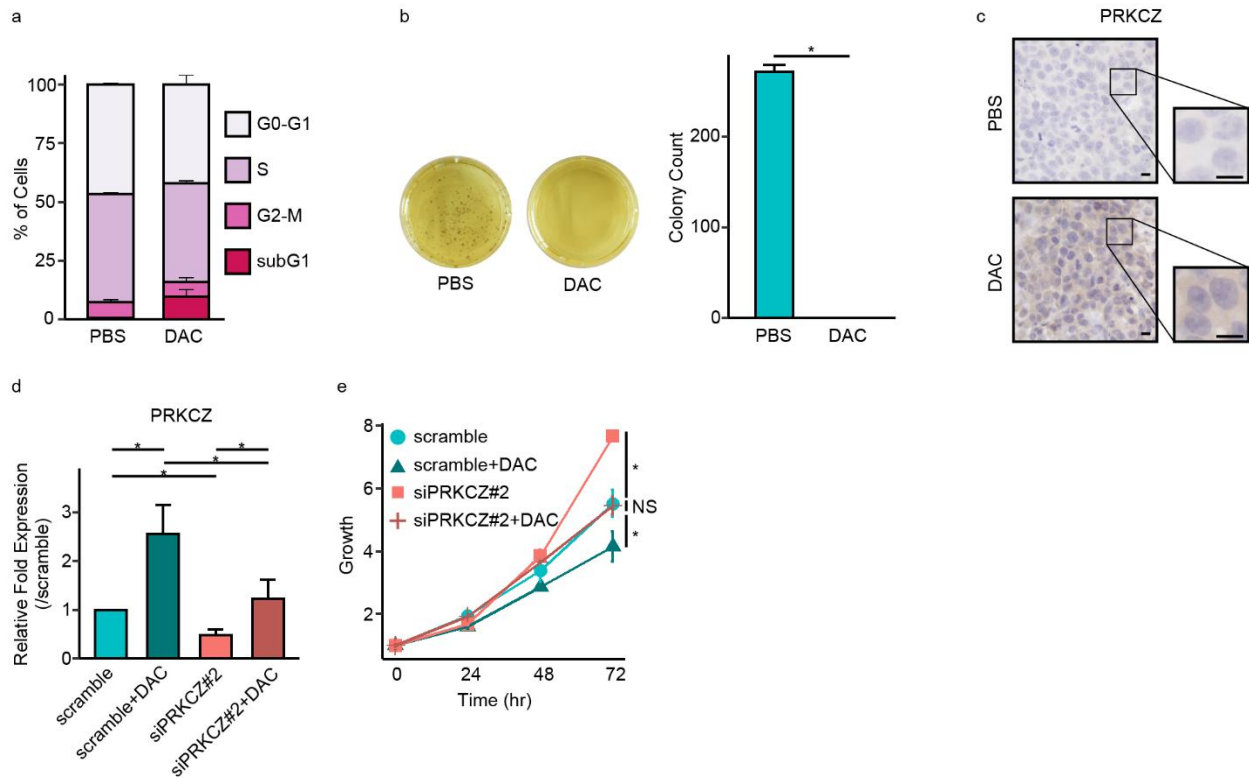 a
% of Cells
100
75
50
25
0
PBS
DAC
G0-G1
S
G2-M
subG1
b
PBS
DAC
Colony Count
200
100
0
*
PBS
DAC
c
PRKCZ
PBS
DAC
d
PRKCZ
*
*
*
*
Relative Fold Expression
(/scramble)
3
2
1
0
scramble
scramble+DAC
siPRKCZ#2
siPRKCZ#2+DAC
e
Growth
8
6
4
2
scramble
scramble+DAC
siPRKCZ#2
siPRKCZ#2+DAC
*
NS
*
0
24
48
72
Time (hr)